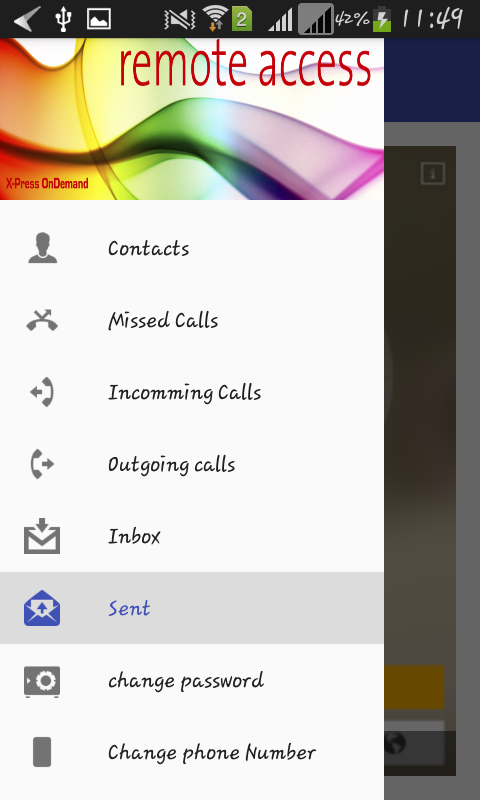 2
42%
11:49
remote access
X-Press OnDemand
Contacts
Missed Calls
Incomming Calls
Outgoing calls
Inbox
Sent
change password
Change phone Number